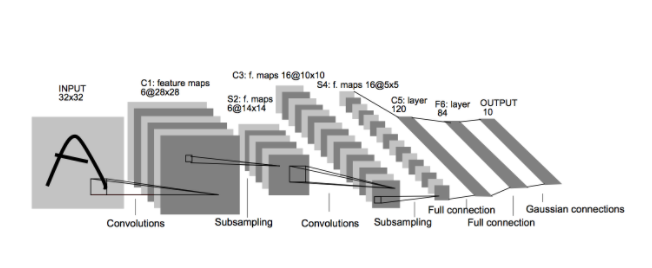 INPUT
32x32
C1: feature maps
6@28x28
S2: f. maps
6@14x14
C3: f. maps 16@10x10
S4: f. maps 16@5x5
C5: layer
120
F6: layer
84
OUTPUT
10
Convolutions
Subsampling
Convolutions
Subsampling
Full connection
Full connection
Gaussian connections